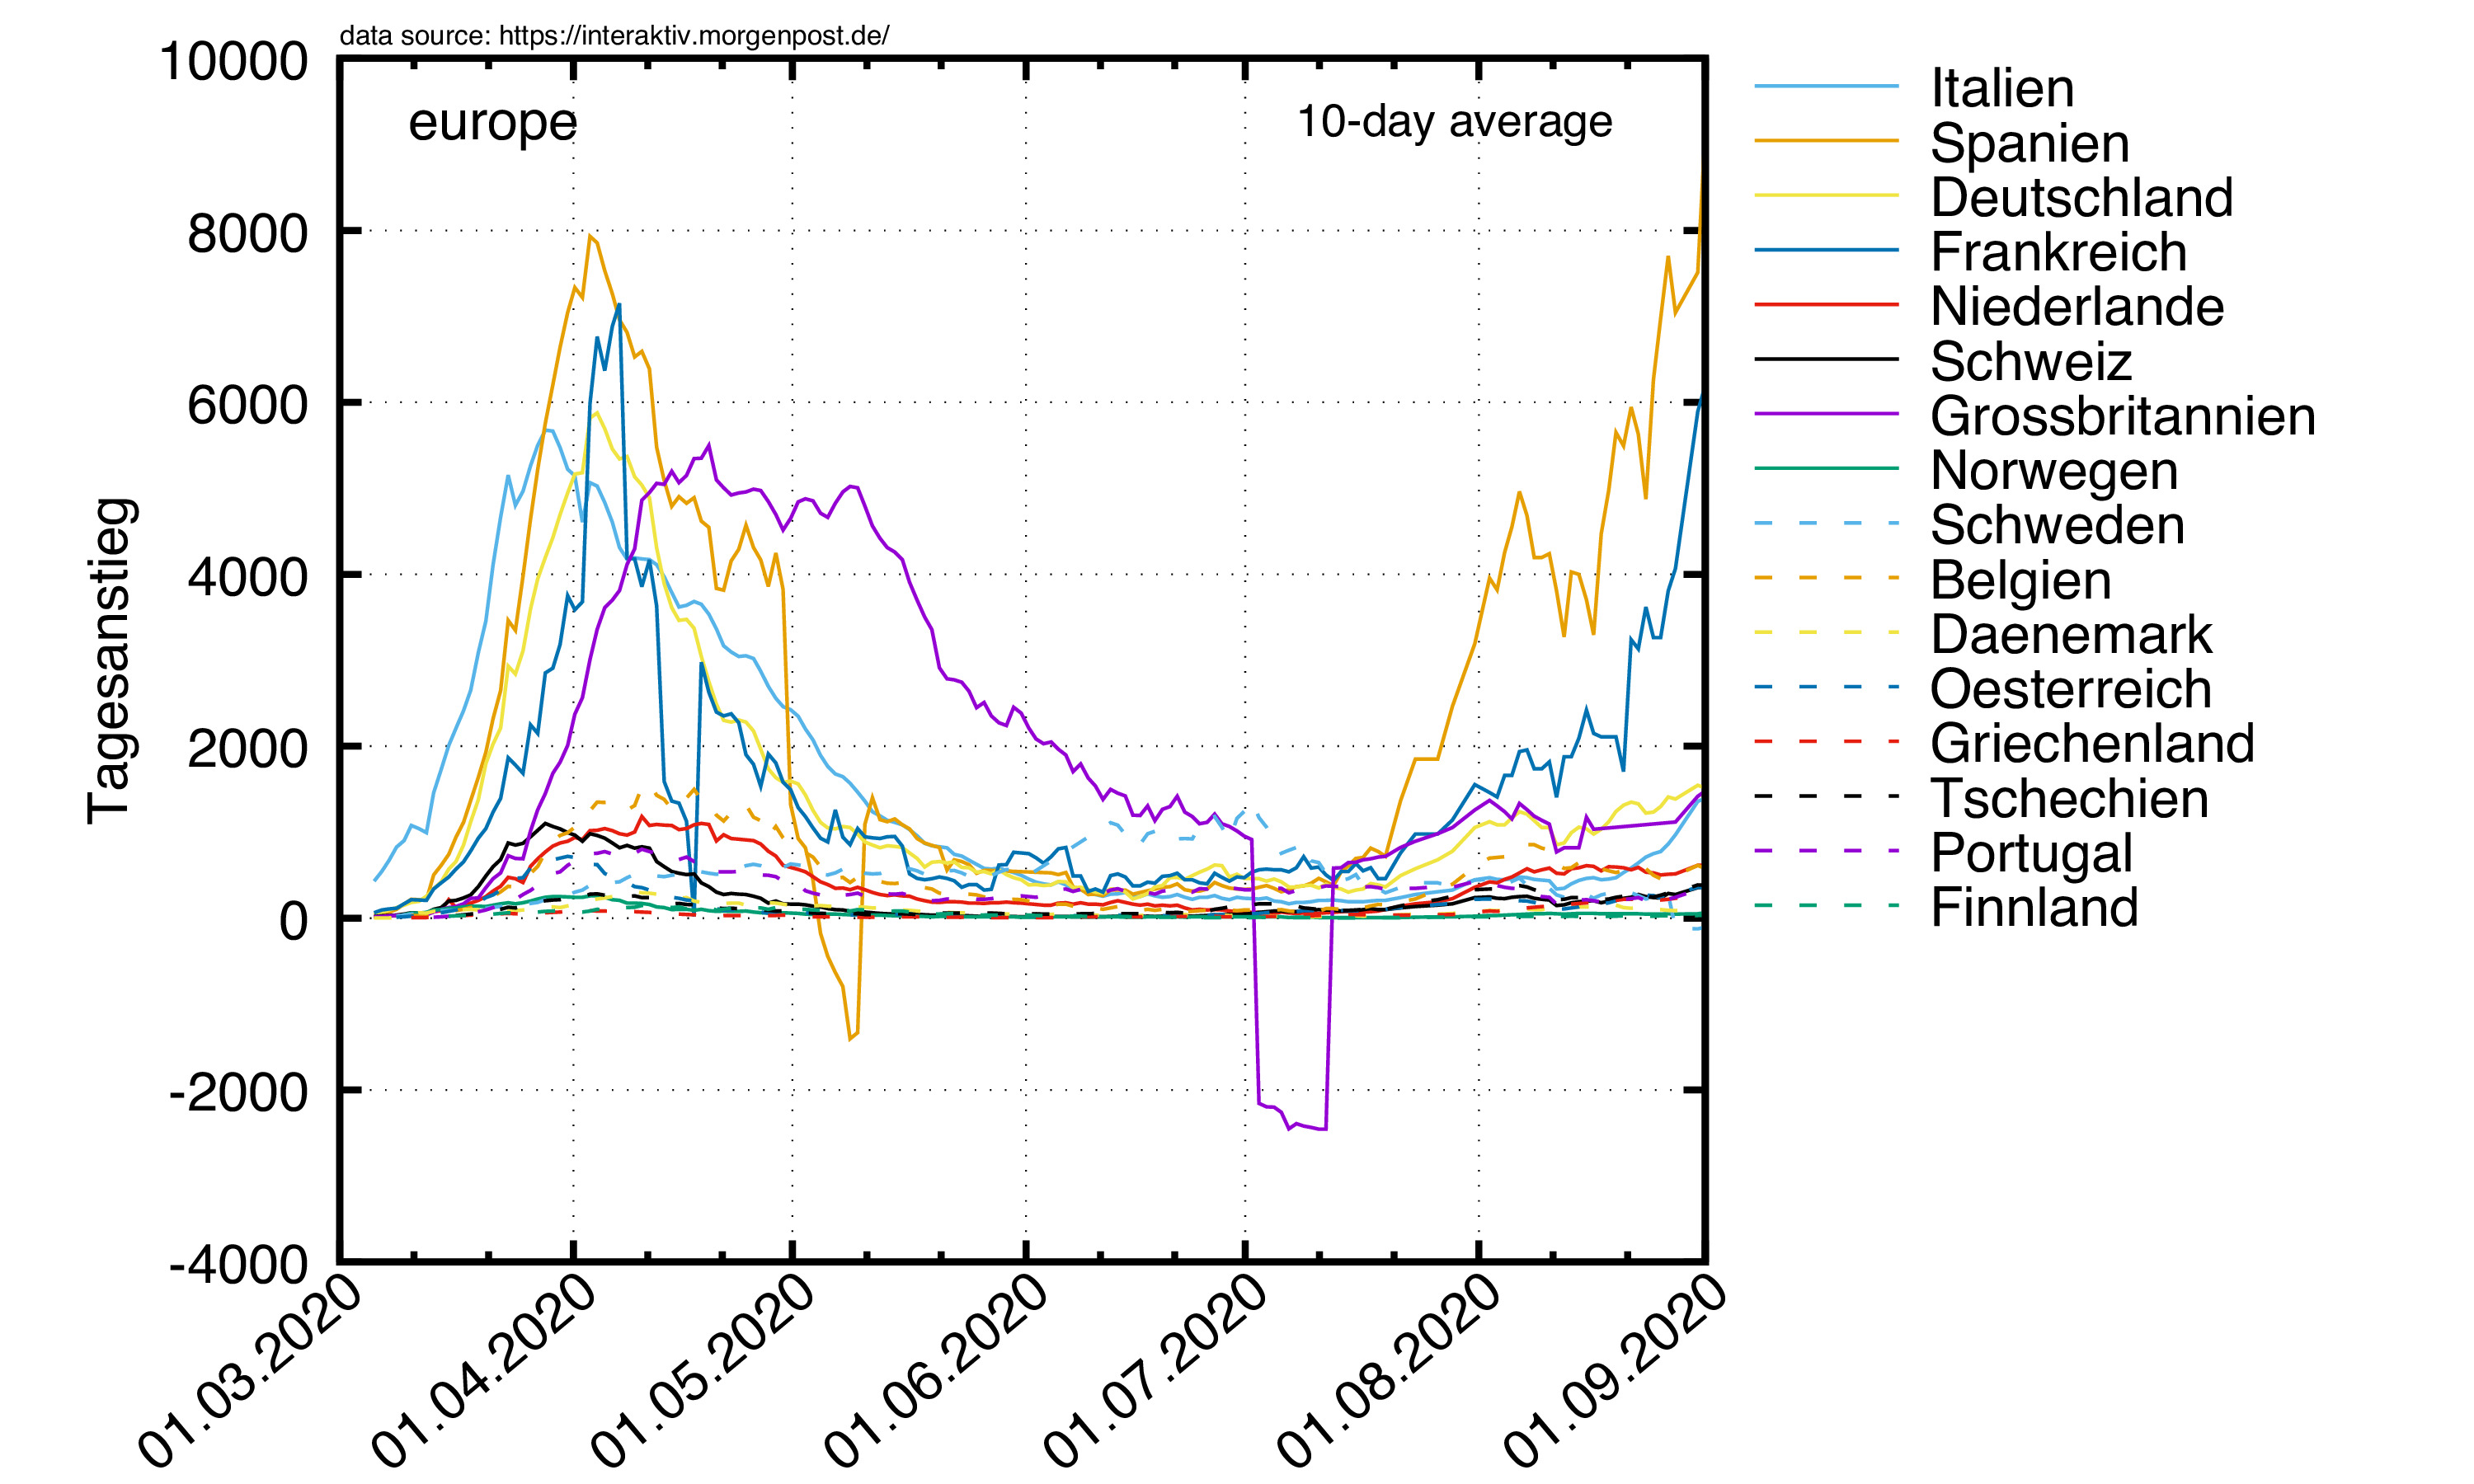 data source: https://interaktiv.morgenpost.de/
europe
10-day average
Tagesanstieg
10000
8000
6000
4000
2000
0
-2000
-4000
01.03.2020
01.04.2020
01.05.2020
01.06.2020
01.07.2020
01.08.2020
01.09.2020
Italien
Spanien
Deutschland
Frankreich
Niederlande
Schweiz
Grossbritannien
Norwegen
Schweden
Belgien
Daenemark
Oesterreich
Griechenland
Tschechien
Portugal
Finnland